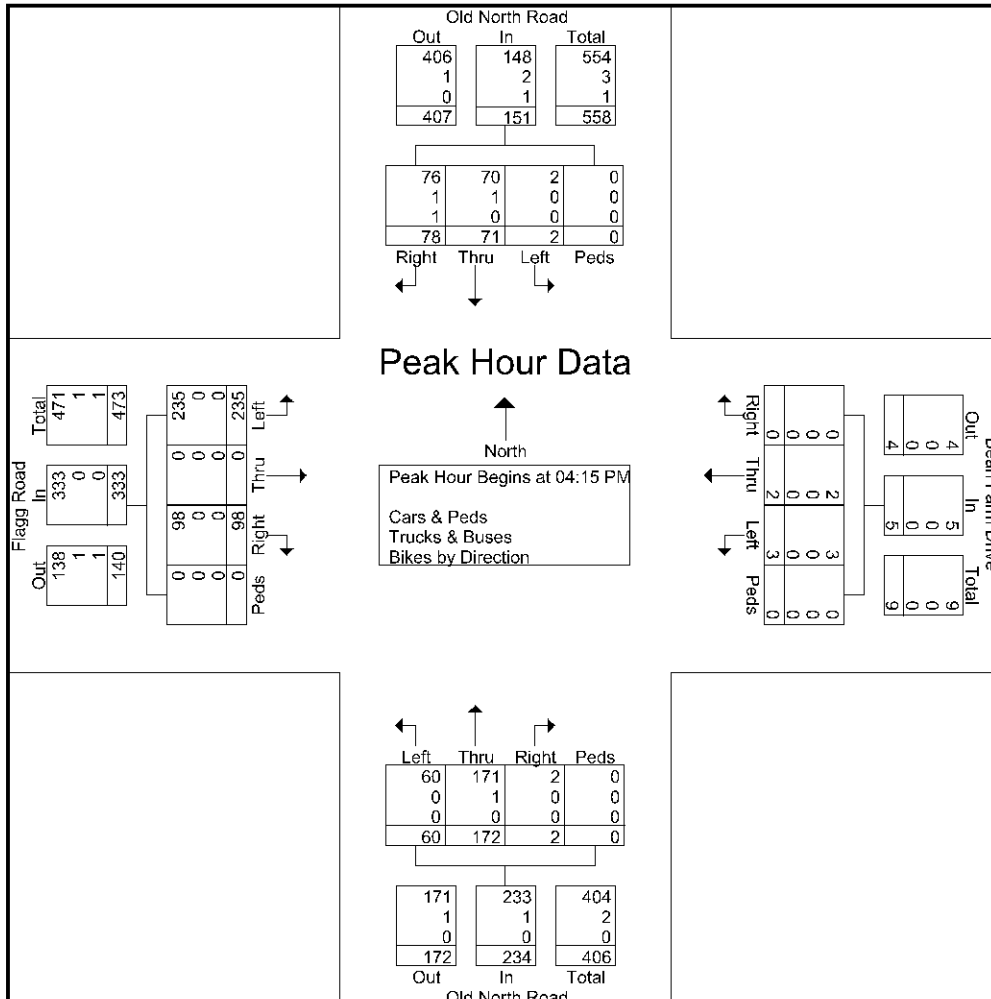 Old North Road
Out In Total
406 148 554
1 2 3
0 1 1
407 151 558
76 70 2 0
1 1 0 0
1 0 0 0
78 71 2 0
Right Thru Left Peds
Peak Hour Data
North
Peak Hour Begins at 04:15 PM
Cars & Peds
Trucks & Buses
Bikes by Direction
Flagg Road
Out In Total
138 333 471
1 0 1
1 0 1
140 333 473
0 98 0 235
0 0 0 0
0 0 0 0
0 98 0 235
Peds Right Thru Left
Right Thru Left Peds
0 2 3 0
0 0 0 0
0 0 0 0
0 2 3 0
Out In Total
4 5 9
0 0 0
0 0 0
4 5 9
Drive
Left Thru Right Peds
60 171 2 0
0 1 0 0
0 0 0 0
60 172 2 0
171 233 404
1 1 2
0 0 0
172 234 406
Out In Total
Old North Road